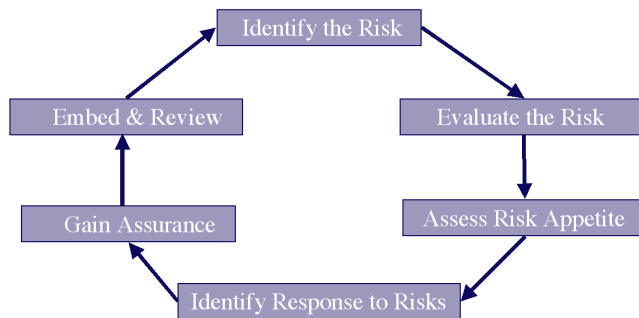 Identify the Risk
Embed & Review
Evaluate the Risk
Gain Assurance
Assess Risk Appetite
Identify Response to Risks